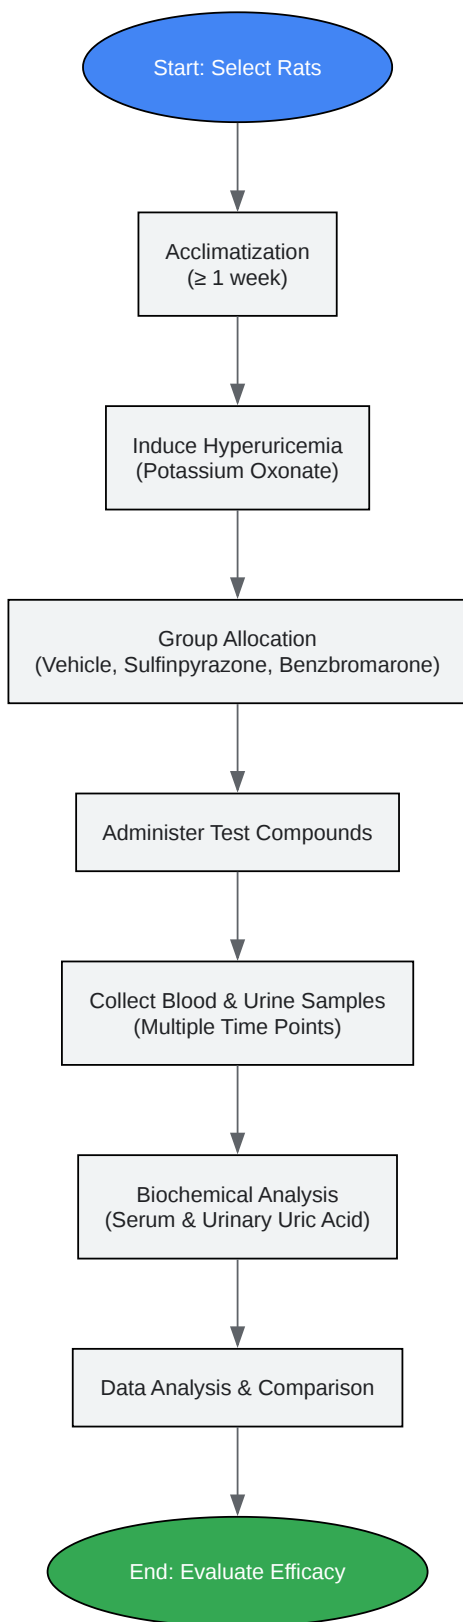 Start: Select Rats
Acclimatization
(≥ 1 week)
Induce Hyperuricemia
(Potassium Oxonate)
Group Allocation
(Vehicle, Sulfinpyrazone, Benzbromarone)
Administer Test Compounds
Collect Blood & Urine Samples
(Multiple Time Points)
Biochemical Analysis
(Serum & Urinary Uric Acid)
Data Analysis & Comparison
End: Evaluate Efficacy